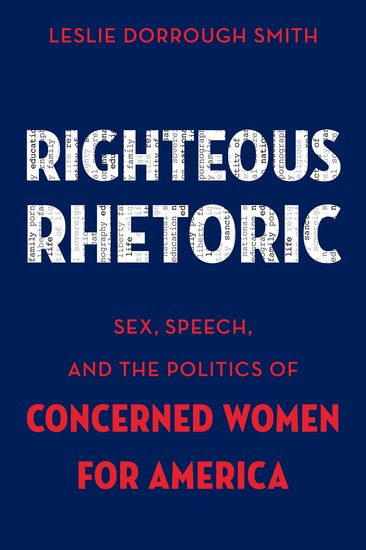 LESLIE DORROUGH SMITH
RIGHTEOUS
RHETORIC
SEX, SPEECH,
AND THE POLITICS OF
CONCERNED WOMEN
FOR AMERICA